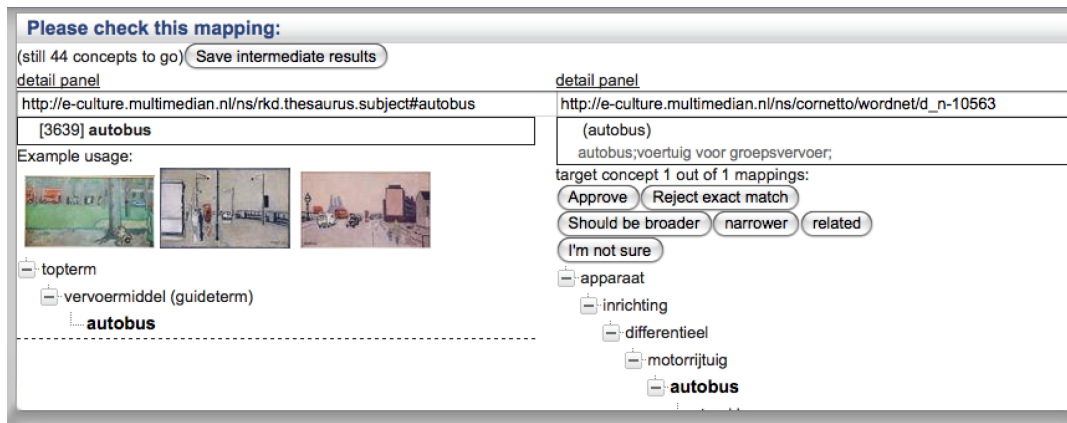 Please check this mapping:
(still 44 concepts to go) Save intermediate results
detail panel
http://e-culture.multimedian.nl/ns/rkd.thesaurus.subject#autobus
[3639] autobus
Example usage:
topterm
vervoermiddel (guideterm)
autobus
detail panel
http://e-culture.multimedian.nl/ns/cornetto/wordnet/d_n-10563
(autobus)
autobus;voertuig voor groepsvervoer;
target concept 1 out of 1 mappings:
Approve Reject exact match
Should be broader narrower related
I'm not sure
apparaat
inrichting
differentieel
motorrijtuig
autobus